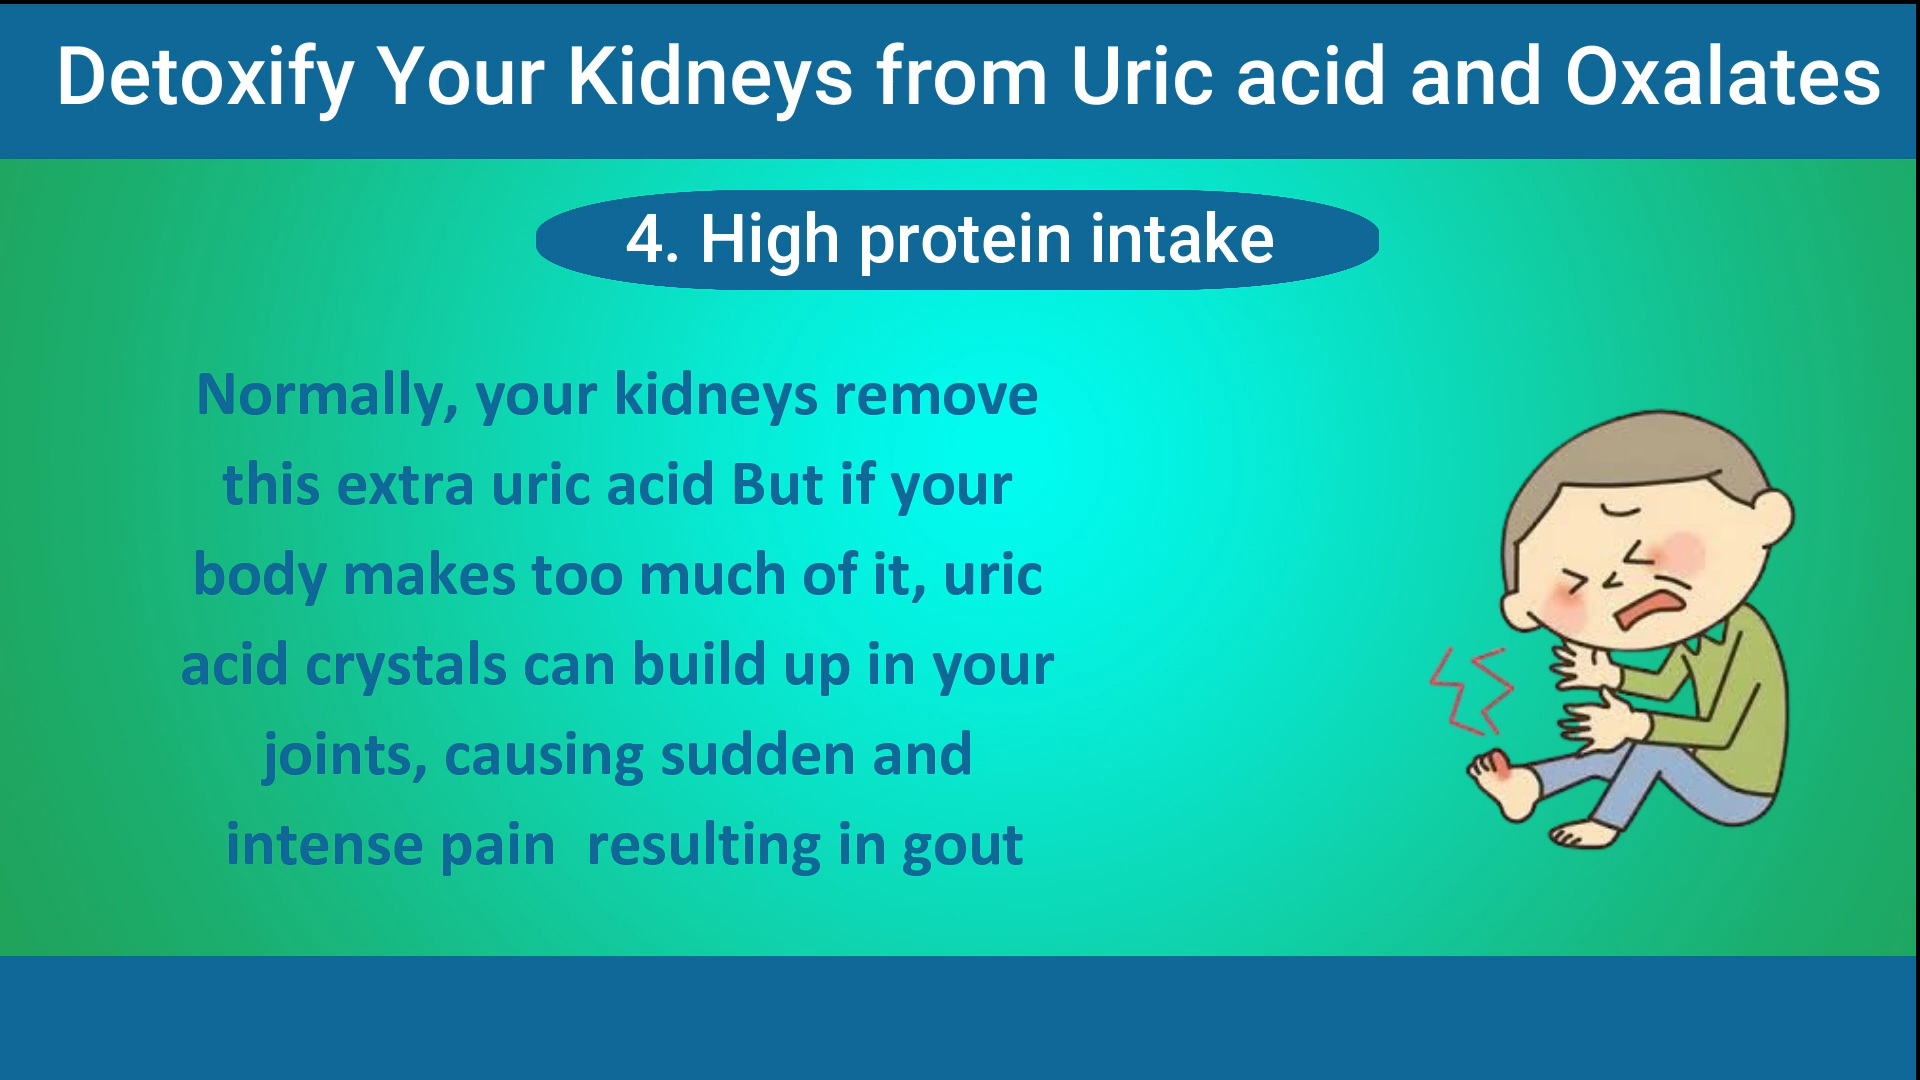 Detoxify Your Kidneys from Uric acid and Oxalates
4. High protein intake
Normally, your kidneys remove
this extra uric acid But if your
body makes too much of it, uric
acid crystals can build up in your
joints, causing sudden and
intense pain  resulting in gout